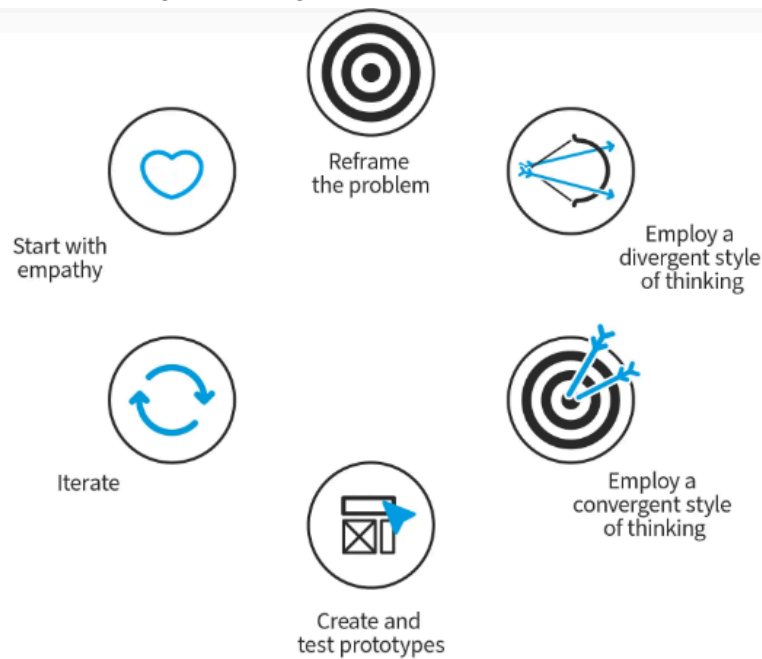 Reframe
the problem
Start with
empathy
Employ a
divergent style
of thinking
Iterate
Employ a
convergent style
of thinking
Create and
test prototypes